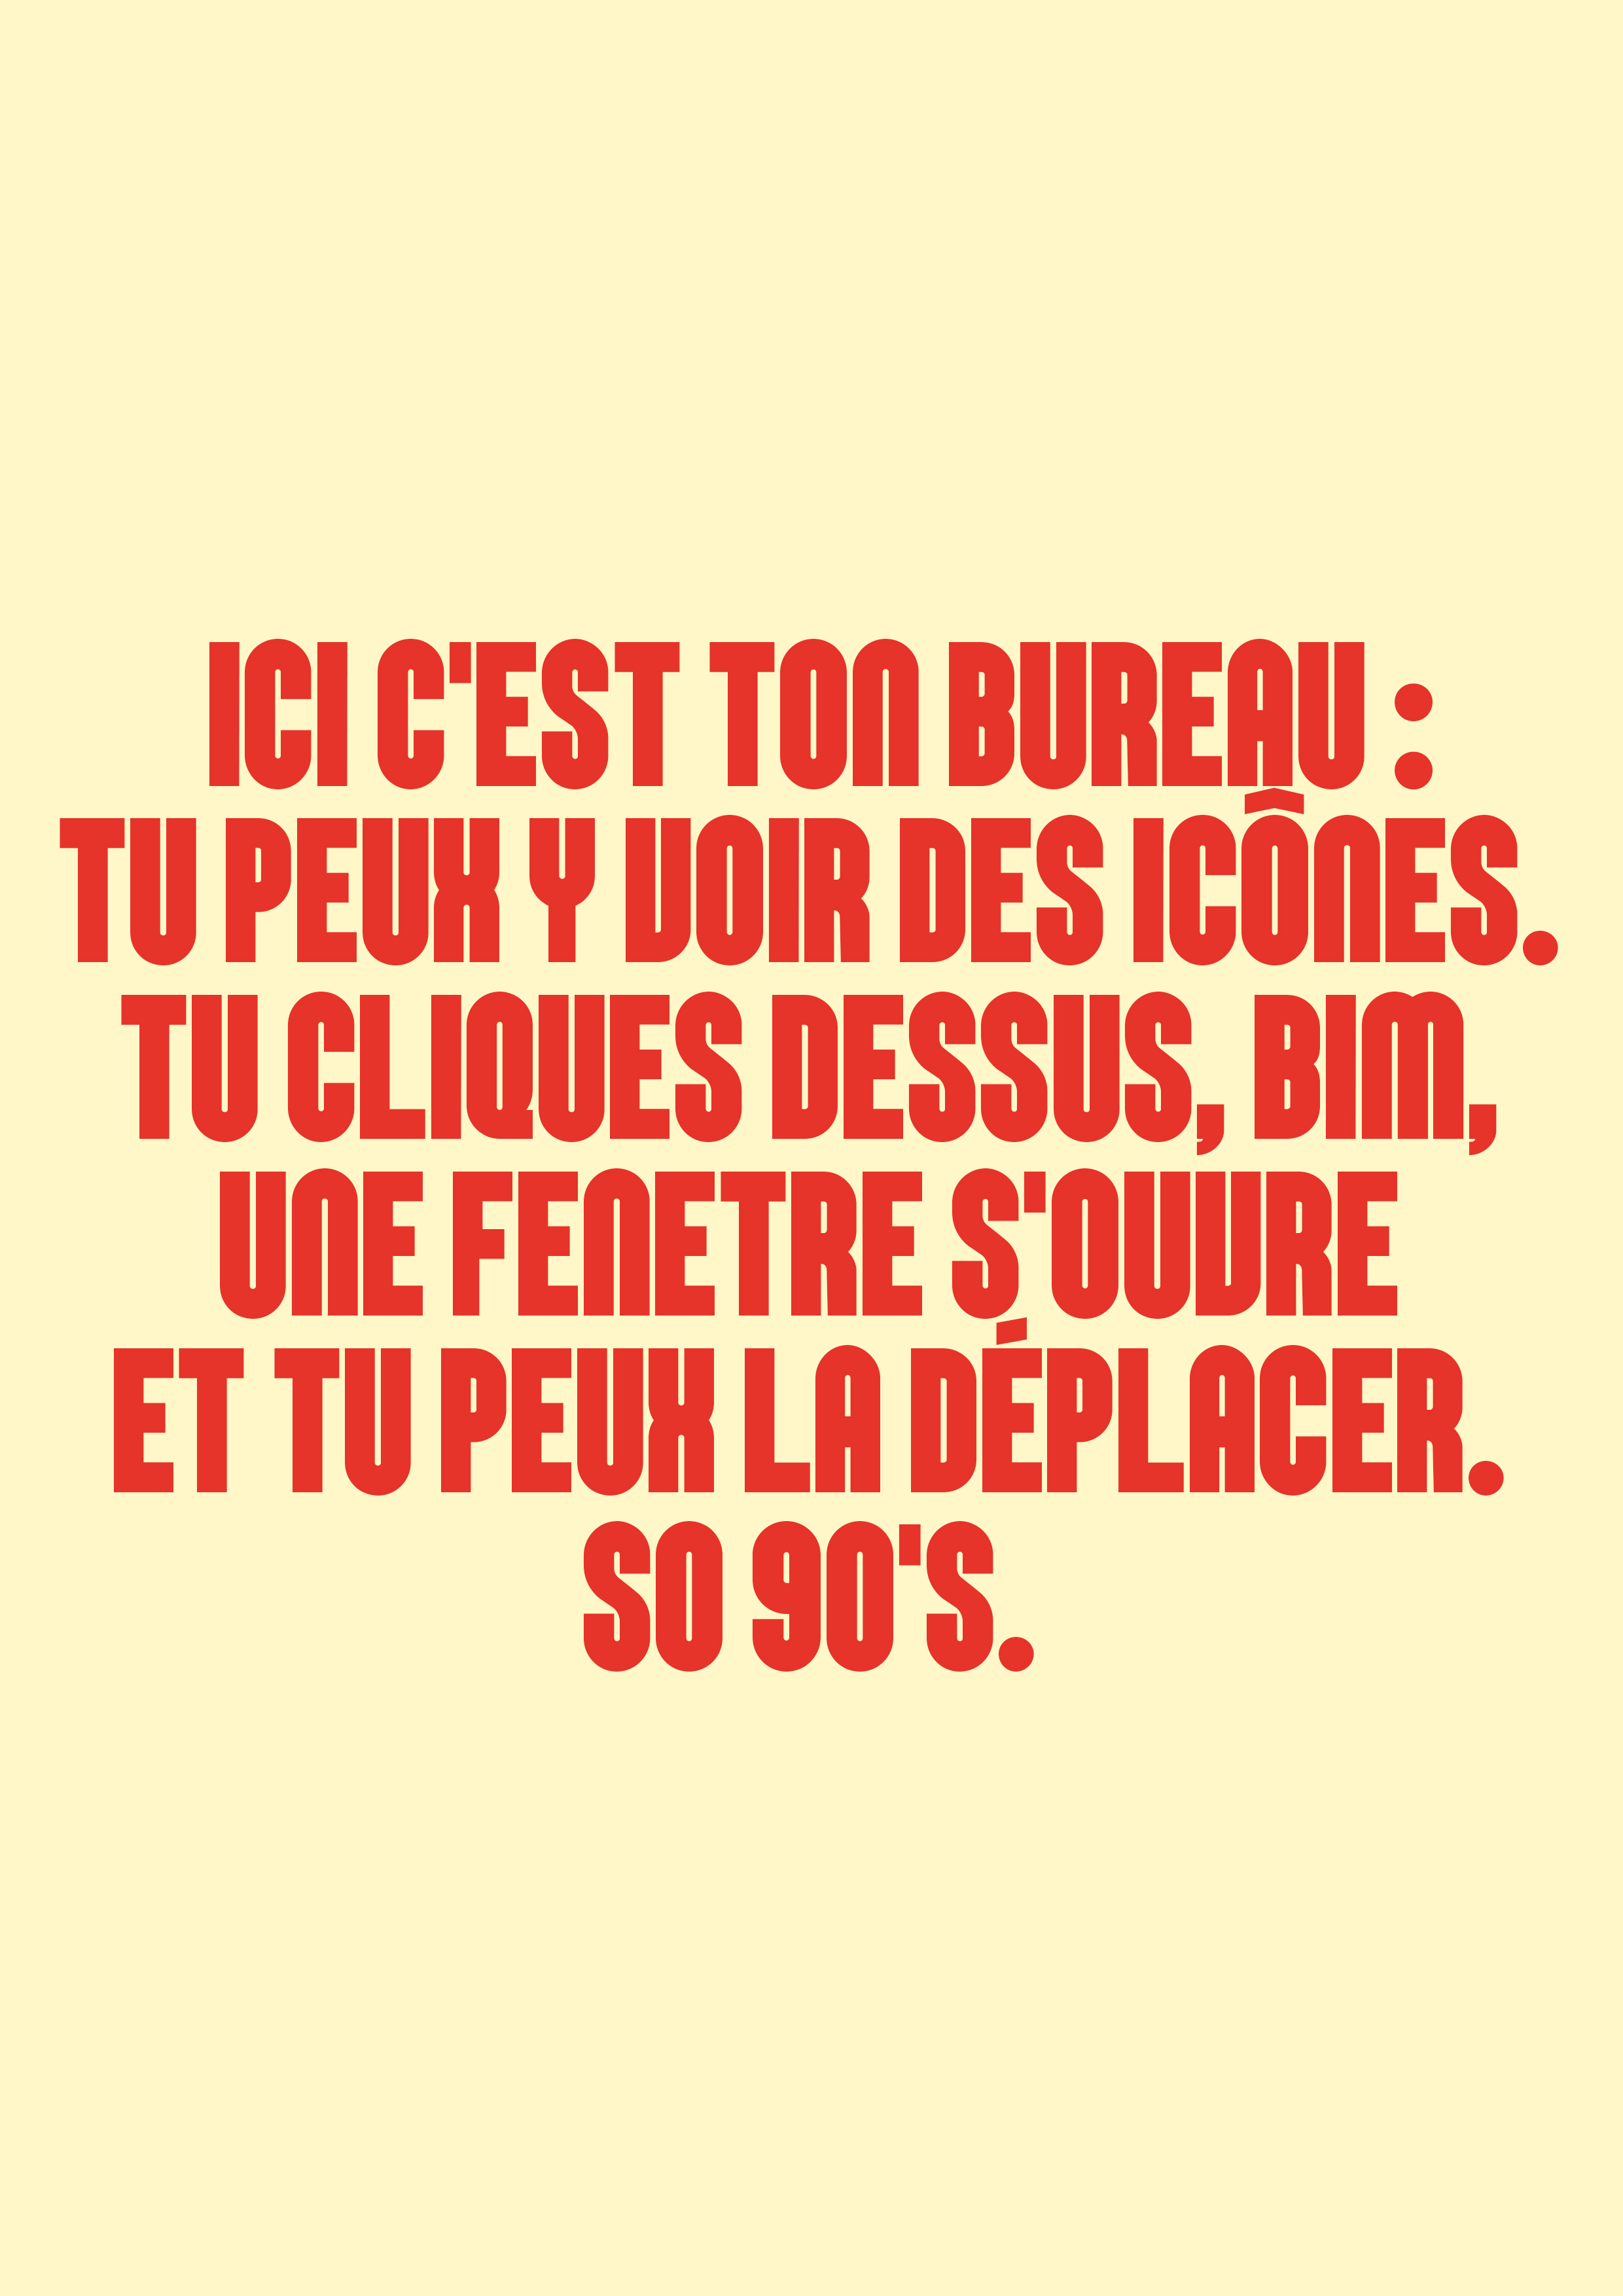 ICI C'EST TON BUREAU :
TU PEUX Y VOIR DES ICÔNES.
TU CLIQUES DESSUS, BIM,
UNE FENETRE S'OUVRE
ET TU PEUX LA DÉPLACER.
SO 90'S.